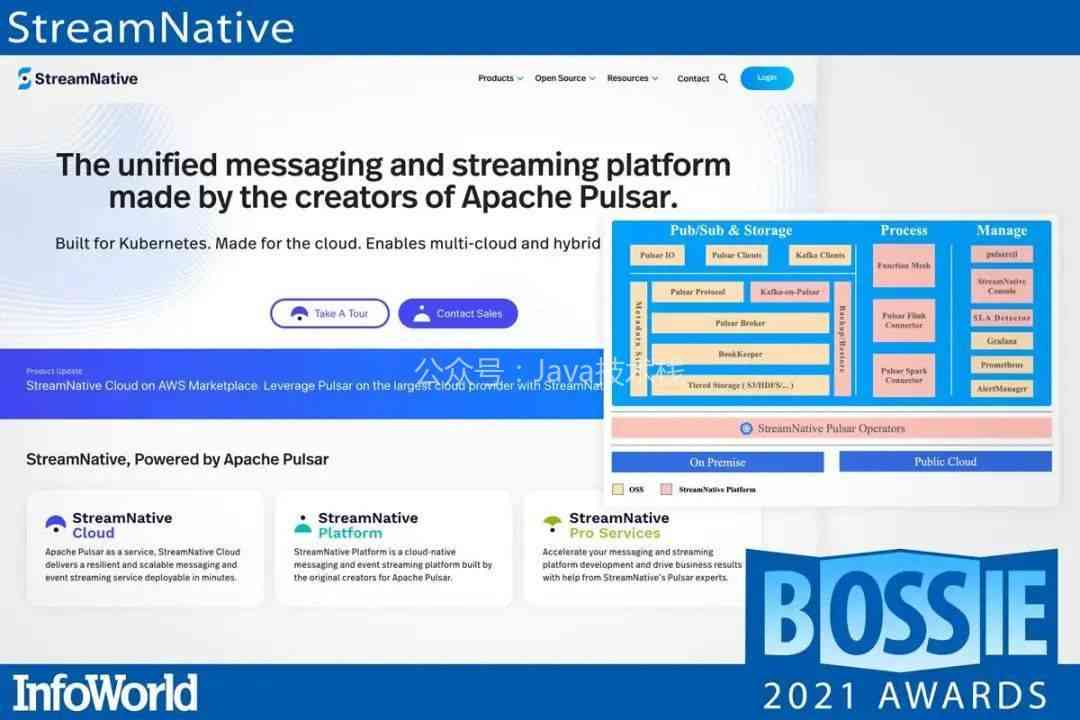 StreamNative
StreamNative
Products
Open Source
Resources
Contact
Login
The unified messaging and streaming platform
made by the creators of Apache Pulsar.
Built for Kubernetes. Made for the cloud. Enables multi-cloud and hybrid
Take A Tour
Contact Sales
Product Update
StreamNative Cloud on AWS Marketplace. Leverage Pulsar on the largest cloud provider with StreamNat
公众号：Java技术栈
Pub/Sub & Storage
Process
Manage
Pulsar IO
Pulsar Clients
Kafka Clients
Metadata Store
Pulsar Protocol
Kafka-on-Pulsar
Pulsar Broker
BookKeeper
Tiered Storage ( S3/HDFS/... )
Backup/Restore
Function Mesh
Pulsar Flink
Connector
Pulsar Spark
Connector
pulsarctl
StreamNative
Console
SLA Detector
Grafana
Prometheus
AlertManager
StreamNative Pulsar Operators
On Premise
Public Cloud
OSS
StreamNative Platform
StreamNative, Powered by Apache Pulsar
StreamNative
Cloud
Apache Pulsar as a service, StreamNative Cloud
delivers a resilient and scalable messaging and
event streaming service deployable in minutes.
StreamNative
Platform
StreamNative Platform is a cloud-native
messaging and event streaming platform built by
the original creators for Apache Pulsar.
StreamNative
Pro Services
Accelerate your messaging and streaming
platform development and drive business results
with help from StreamNative's Pulsar experts.
BOSSIE
2021 AWARDS
InfoWorld